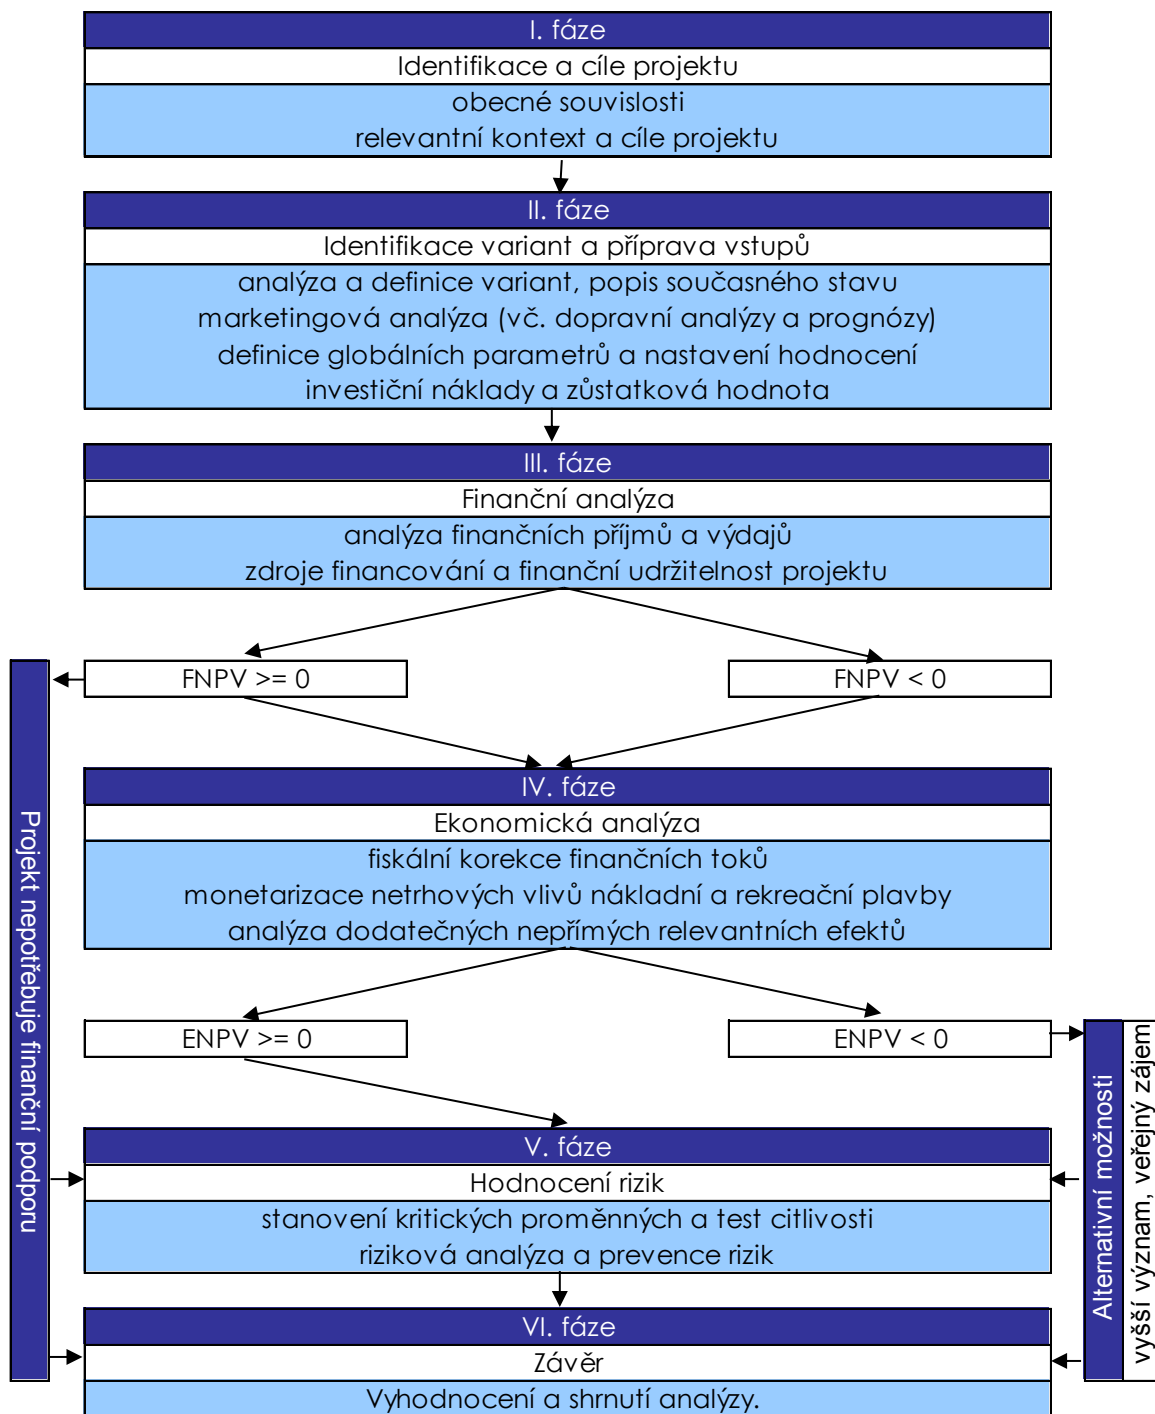 I. fáze
Identifikace a cíle projektu
obecné souvislosti
relevantní kontext a cíle projektu
II. fáze
Identifikace variant a příprava vstupů
analýza a definice variant, popis současného stavu
marketingová analýza (vč. dopravní analýzy a prognózy)
definice globálních parametrů a nastavení hodnocení
investiční náklady a zůstatková hodnota
III. fáze
Finanční analýza
analýza finančních příjmů a výdajů
zdroje financování a finanční udržitelnost projektu
FNPV >= 0
FNPV < 0
Projekt nepotřebuje finanční podporu
IV. fáze
Ekonomická analýza
fiskální korekce finančních toků
monetarizace netrhových vlivů nákladní a rekreační plavby
analýza dodatečných nepřímých relevantních efektů
ENPV >= 0
ENPV < 0
Alternativní možnosti
vyšší význam, veřejný zájem
V. fáze
Hodnocení rizik
stanovení kritických proměnných a test citlivosti
riziková analýza a prevence rizik
VI. fáze
Závěr
Vyhodnocení a shrnutí analýzy.